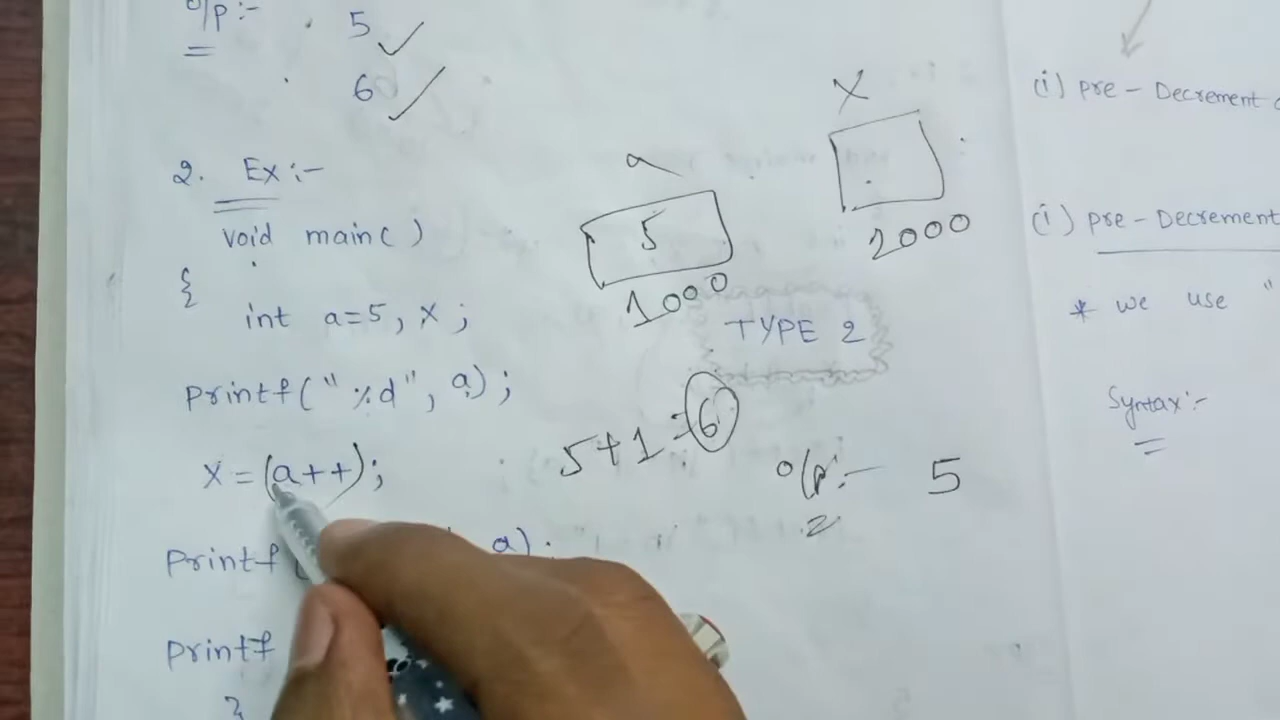 o/p:-
5
6
2. Ex:-
void main( )
{
int a=5, x ;
printf(" %d", a) ;
x = (a++);
printf ( a) ;
printf
}
a
5
1000
x
2000
TYPE 2
5+1 = 6
o/p:- 5
(i) pre - Decrement
(i) pre - Decrement
* we use "
Syntax:-